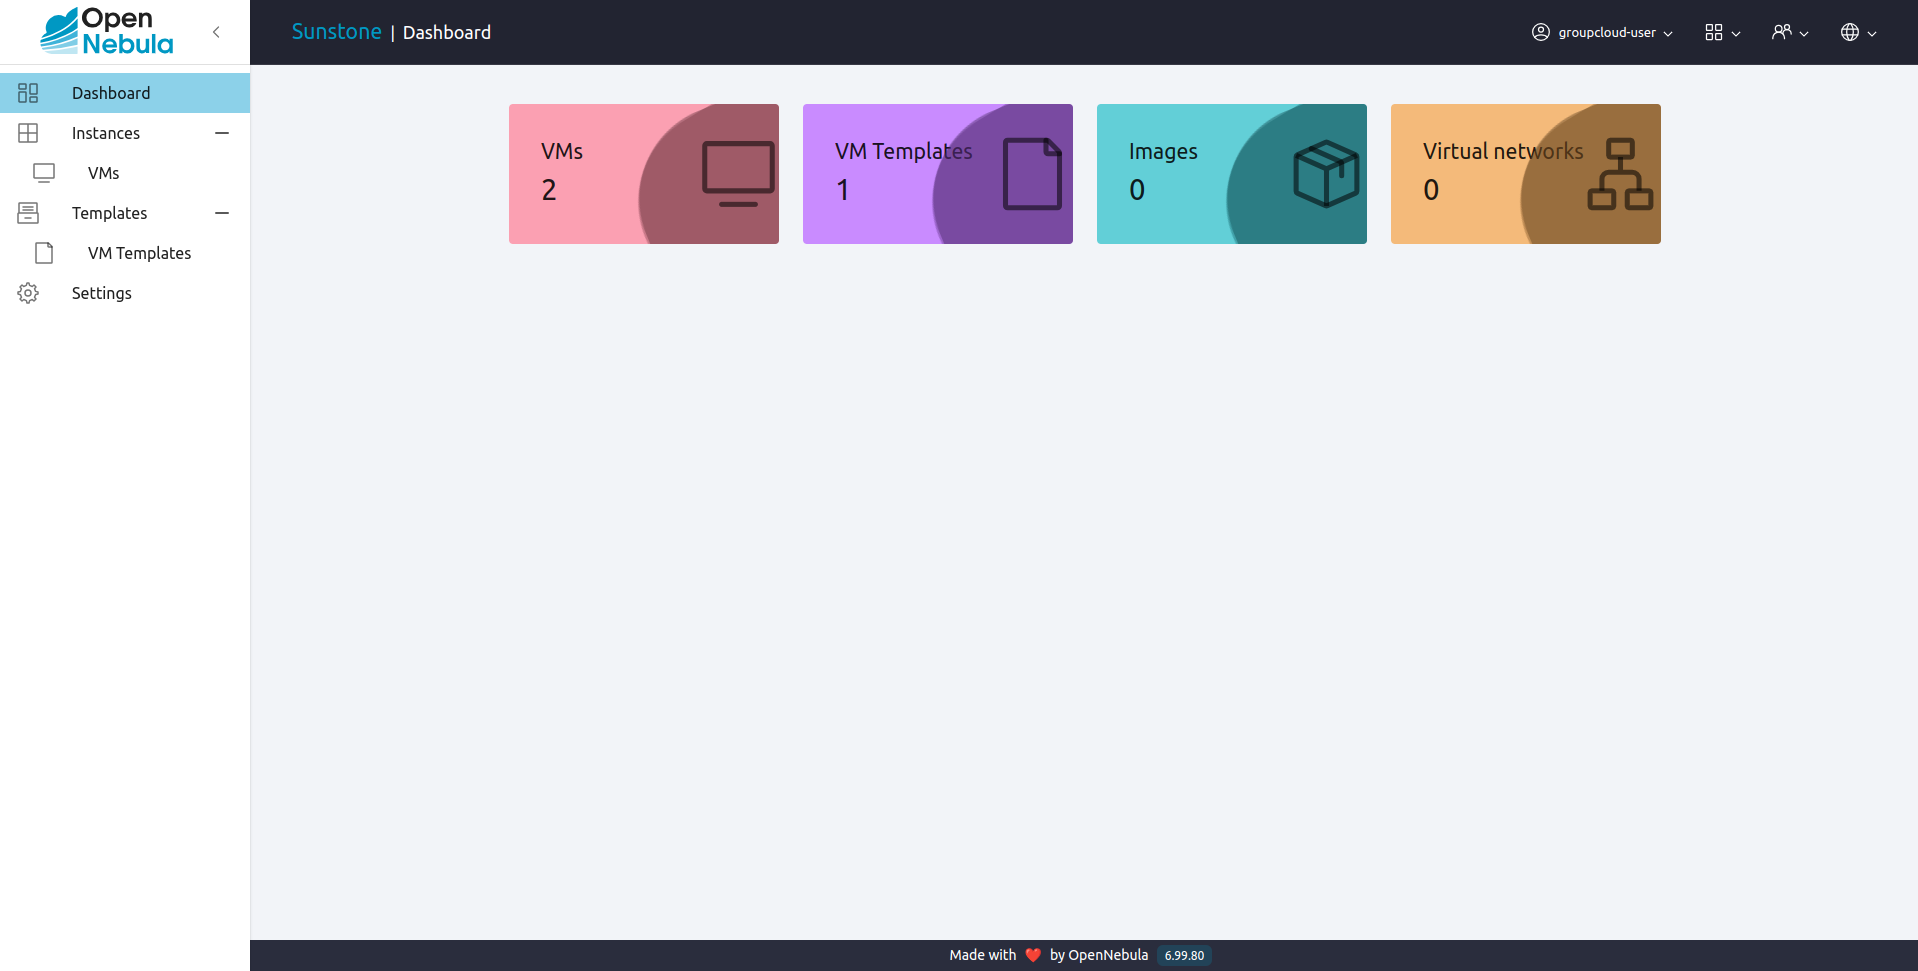 Open
Nebula
Sunstone | Dashboard
groupcloud-user
Dashboard
Instances
VMs
Templates
VM Templates
Settings
VMs
2
VM Templates
1
Images
0
Virtual networks
0
Made with ❤️ by OpenNebula 6.99.80